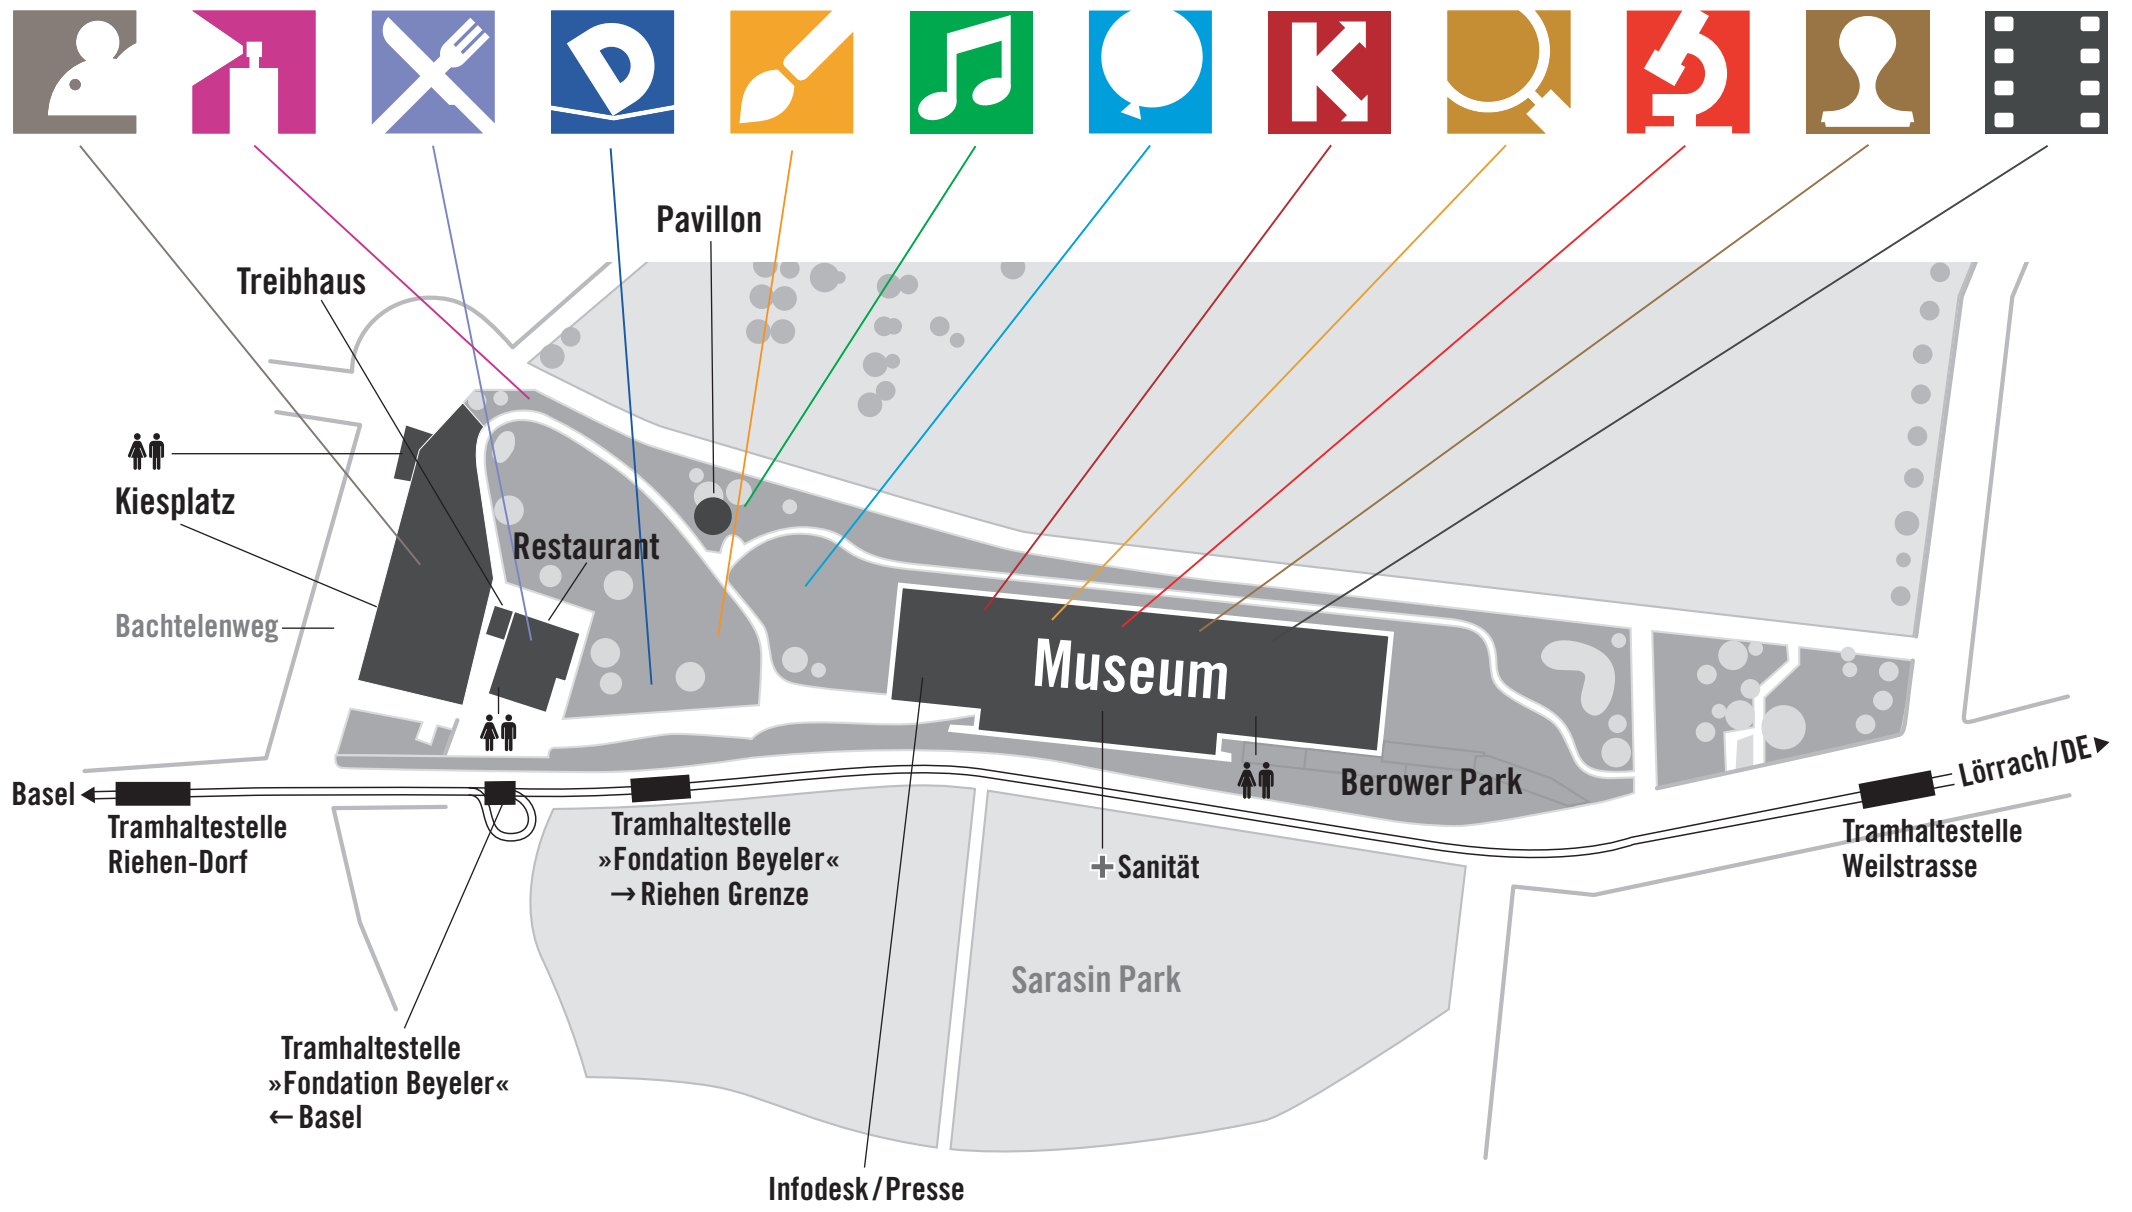 Pavillon
Treibhaus
Kiesplatz
Restaurant
Bachtelenweg
Museum
Berower Park
Basel
Lörrach/DE
Tramhaltestelle
Riehen-Dorf
Tramhaltestelle
»Fondation Beyeler«
→ Riehen Grenze
Sanität
Tramhaltestelle
Weilstrasse
Sarasin Park
Tramhaltestelle
»Fondation Beyeler«
← Basel
Infodesk/Presse